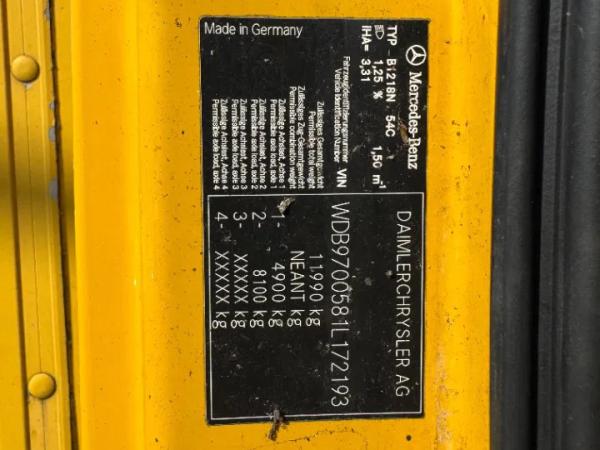 Made in Germany
Mercedes-Benz
TYP B1218N 54C
1,25 % 1,50 m⁻¹
IHA= 3,31
DAIMLERCHRYSLER AG
Fahrzeugidentifizierungsnummer
Vehicle Identification Number VIN WDB9700581L172193
Zulässiges Gesamtgewicht
Permissible total weight 11990 kg
Zulässiges Zug-Gesamtgewicht
Permissible combination weight NEANT kg
Zulässige Achslast, Achse 1
Permissible axle load, axle 1 1- 4900 kg
Zulässige Achslast, Achse 2
Permissible axle load, axle 2 2- 8100 kg
Zulässige Achslast, Achse 3
Permissible axle load, axle 3 3- XXXXX kg
Zulässige Achslast, Achse 4
Permissible axle load, axle 4 4- XXXXX kg